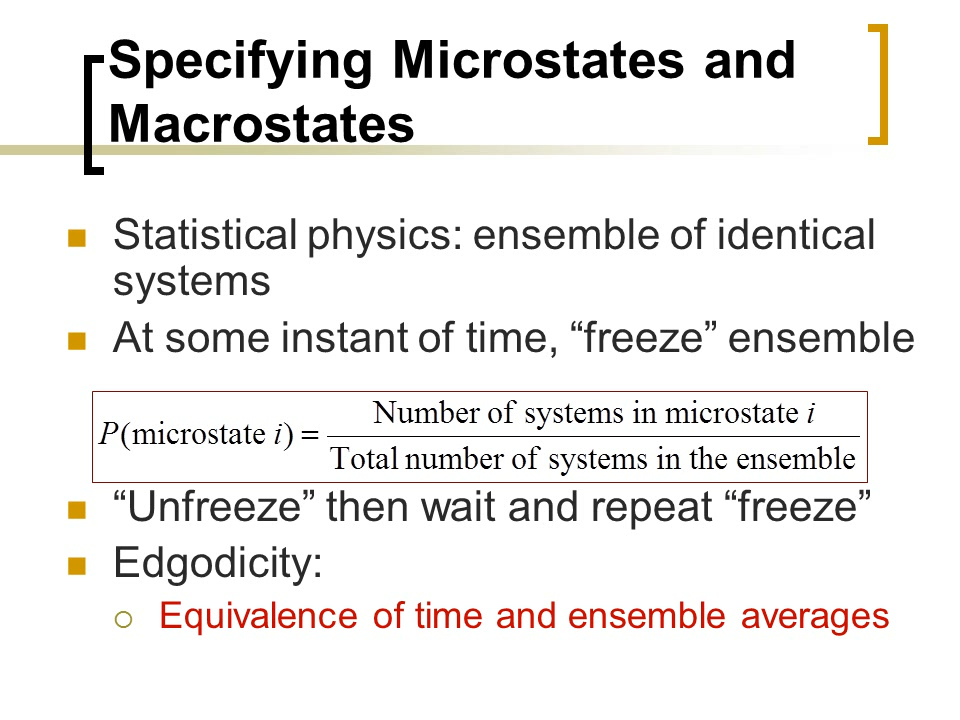 Specifying Microstates and
Macrostates
Statistical physics: ensemble of identical
systems
At some instant of time, “freeze” ensemble
P(microstate i) = Number of systems in microstate i / Total number of systems in the ensemble
“Unfreeze” then wait and repeat “freeze”
Edgodicity:
Equivalence of time and ensemble averages